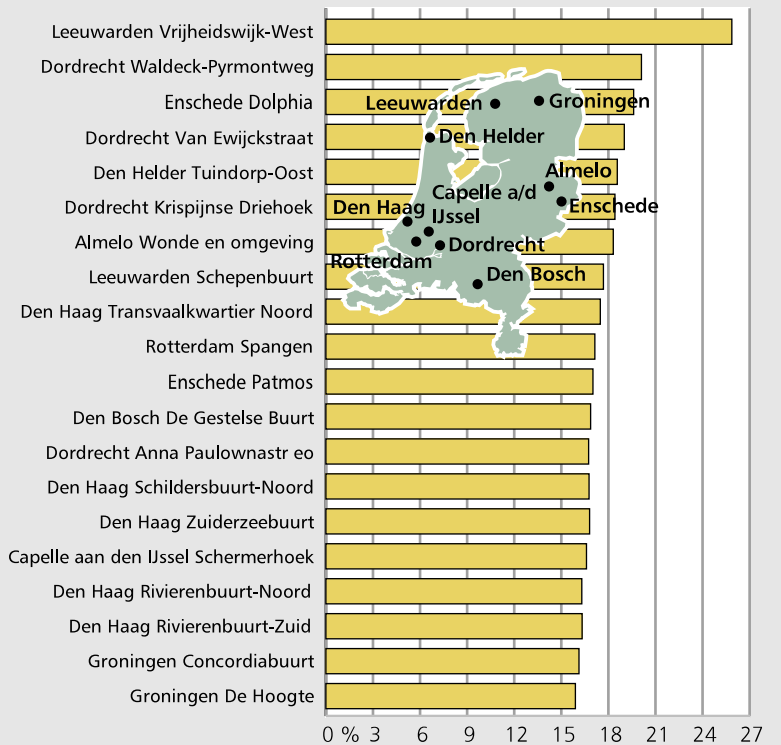 Leeuwarden Vrijheidswijk-West
Dordrecht Waldeck-Pyrmontweg
Enschede Dolphia
Dordrecht Van Ewijckstraat
Den Helder Tuindorp-Oost
Dordrecht Krispijnse Driehoek
Almelo Wonde en omgeving
Leeuwarden Schepenbuurt
Den Haag Transvaalkwartier Noord
Rotterdam Spangen
Enschede Patmos
Den Bosch De Gestelse Buurt
Dordrecht Anna Paulownastr eo
Den Haag Schildersbuurt-Noord
Den Haag Zuiderzeebuurt
Capelle aan den IJssel Schermerhoek
Den Haag Rivierenbuurt-Noord
Den Haag Rivierenbuurt-Zuid
Groningen Concordiabuurt
Groningen De Hoogte
Leeuwarden
Groningen
Den Helder
Almelo
Capelle a/d
IJssel
Enschede
Den Haag
Dordrecht
Rotterdam
Den Bosch
0 % 3 6 9 12 15 18 21 24 27